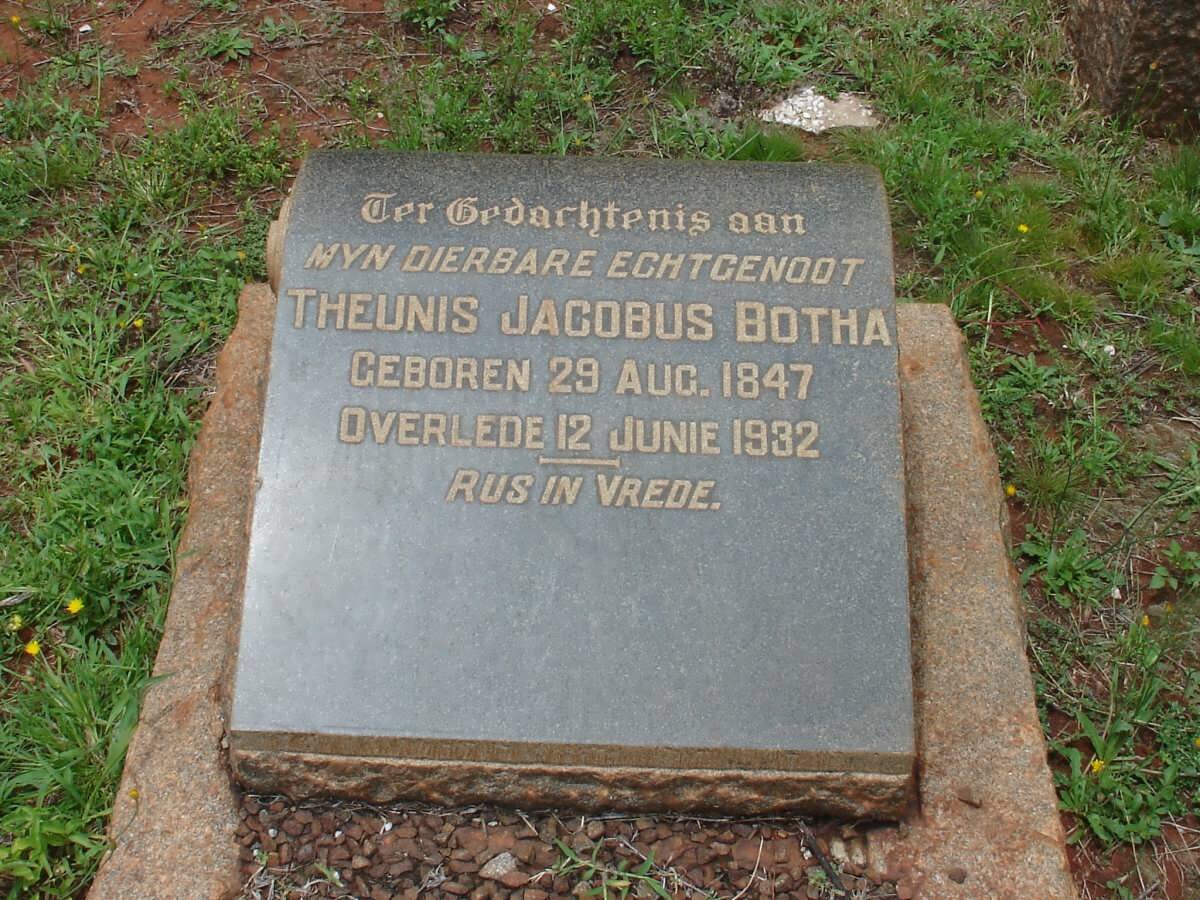 Ter Gedachtenis aan
MYN DIERBARE ECHTGENOOT
THEUNIS JACOBUS BOTHA
GEBOREN 29 AUG. 1847
OVERLEDE 12 JUNIE 1932
RUS IN VREDE.